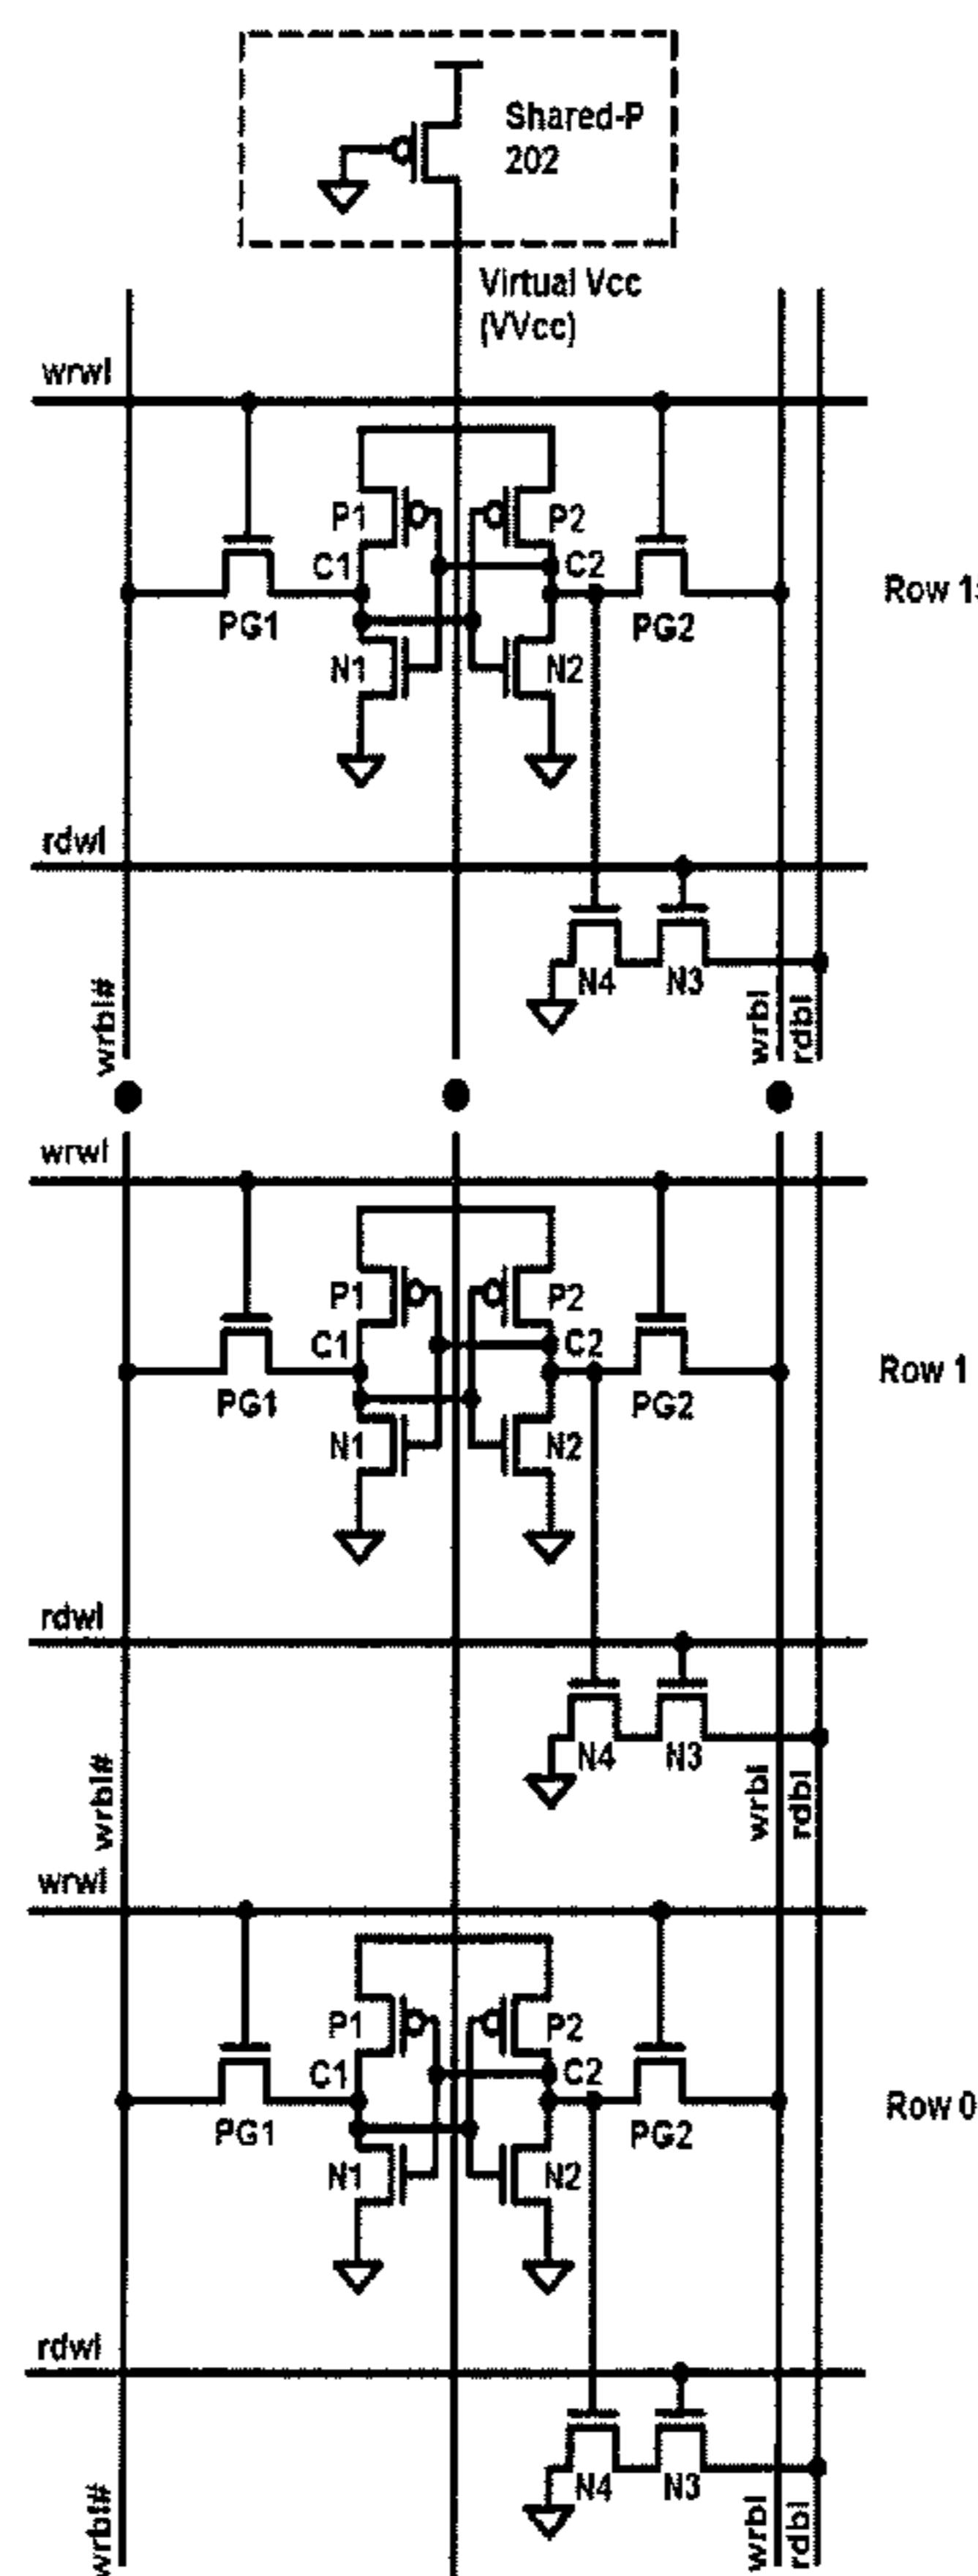 Shared-P
202
Virtual Vcc
(VVcc)
wrwl
P1
P2
C1
C2
PG1
PG2
N1
N2
rdwl
N4
N3
wrbl#
wrbl
rdbl
wrwl
P1
P2
C1
C2
Row 1
PG1
PG2
N1
N2
rdwl
N4
N3
wrbl#
wrbl
rdbl
wrwl
P1
P2
C1
C2
Row 0
PG1
PG2
N1
N2
rdwl
N4
N3
wrbl#
wrbl
rdbl